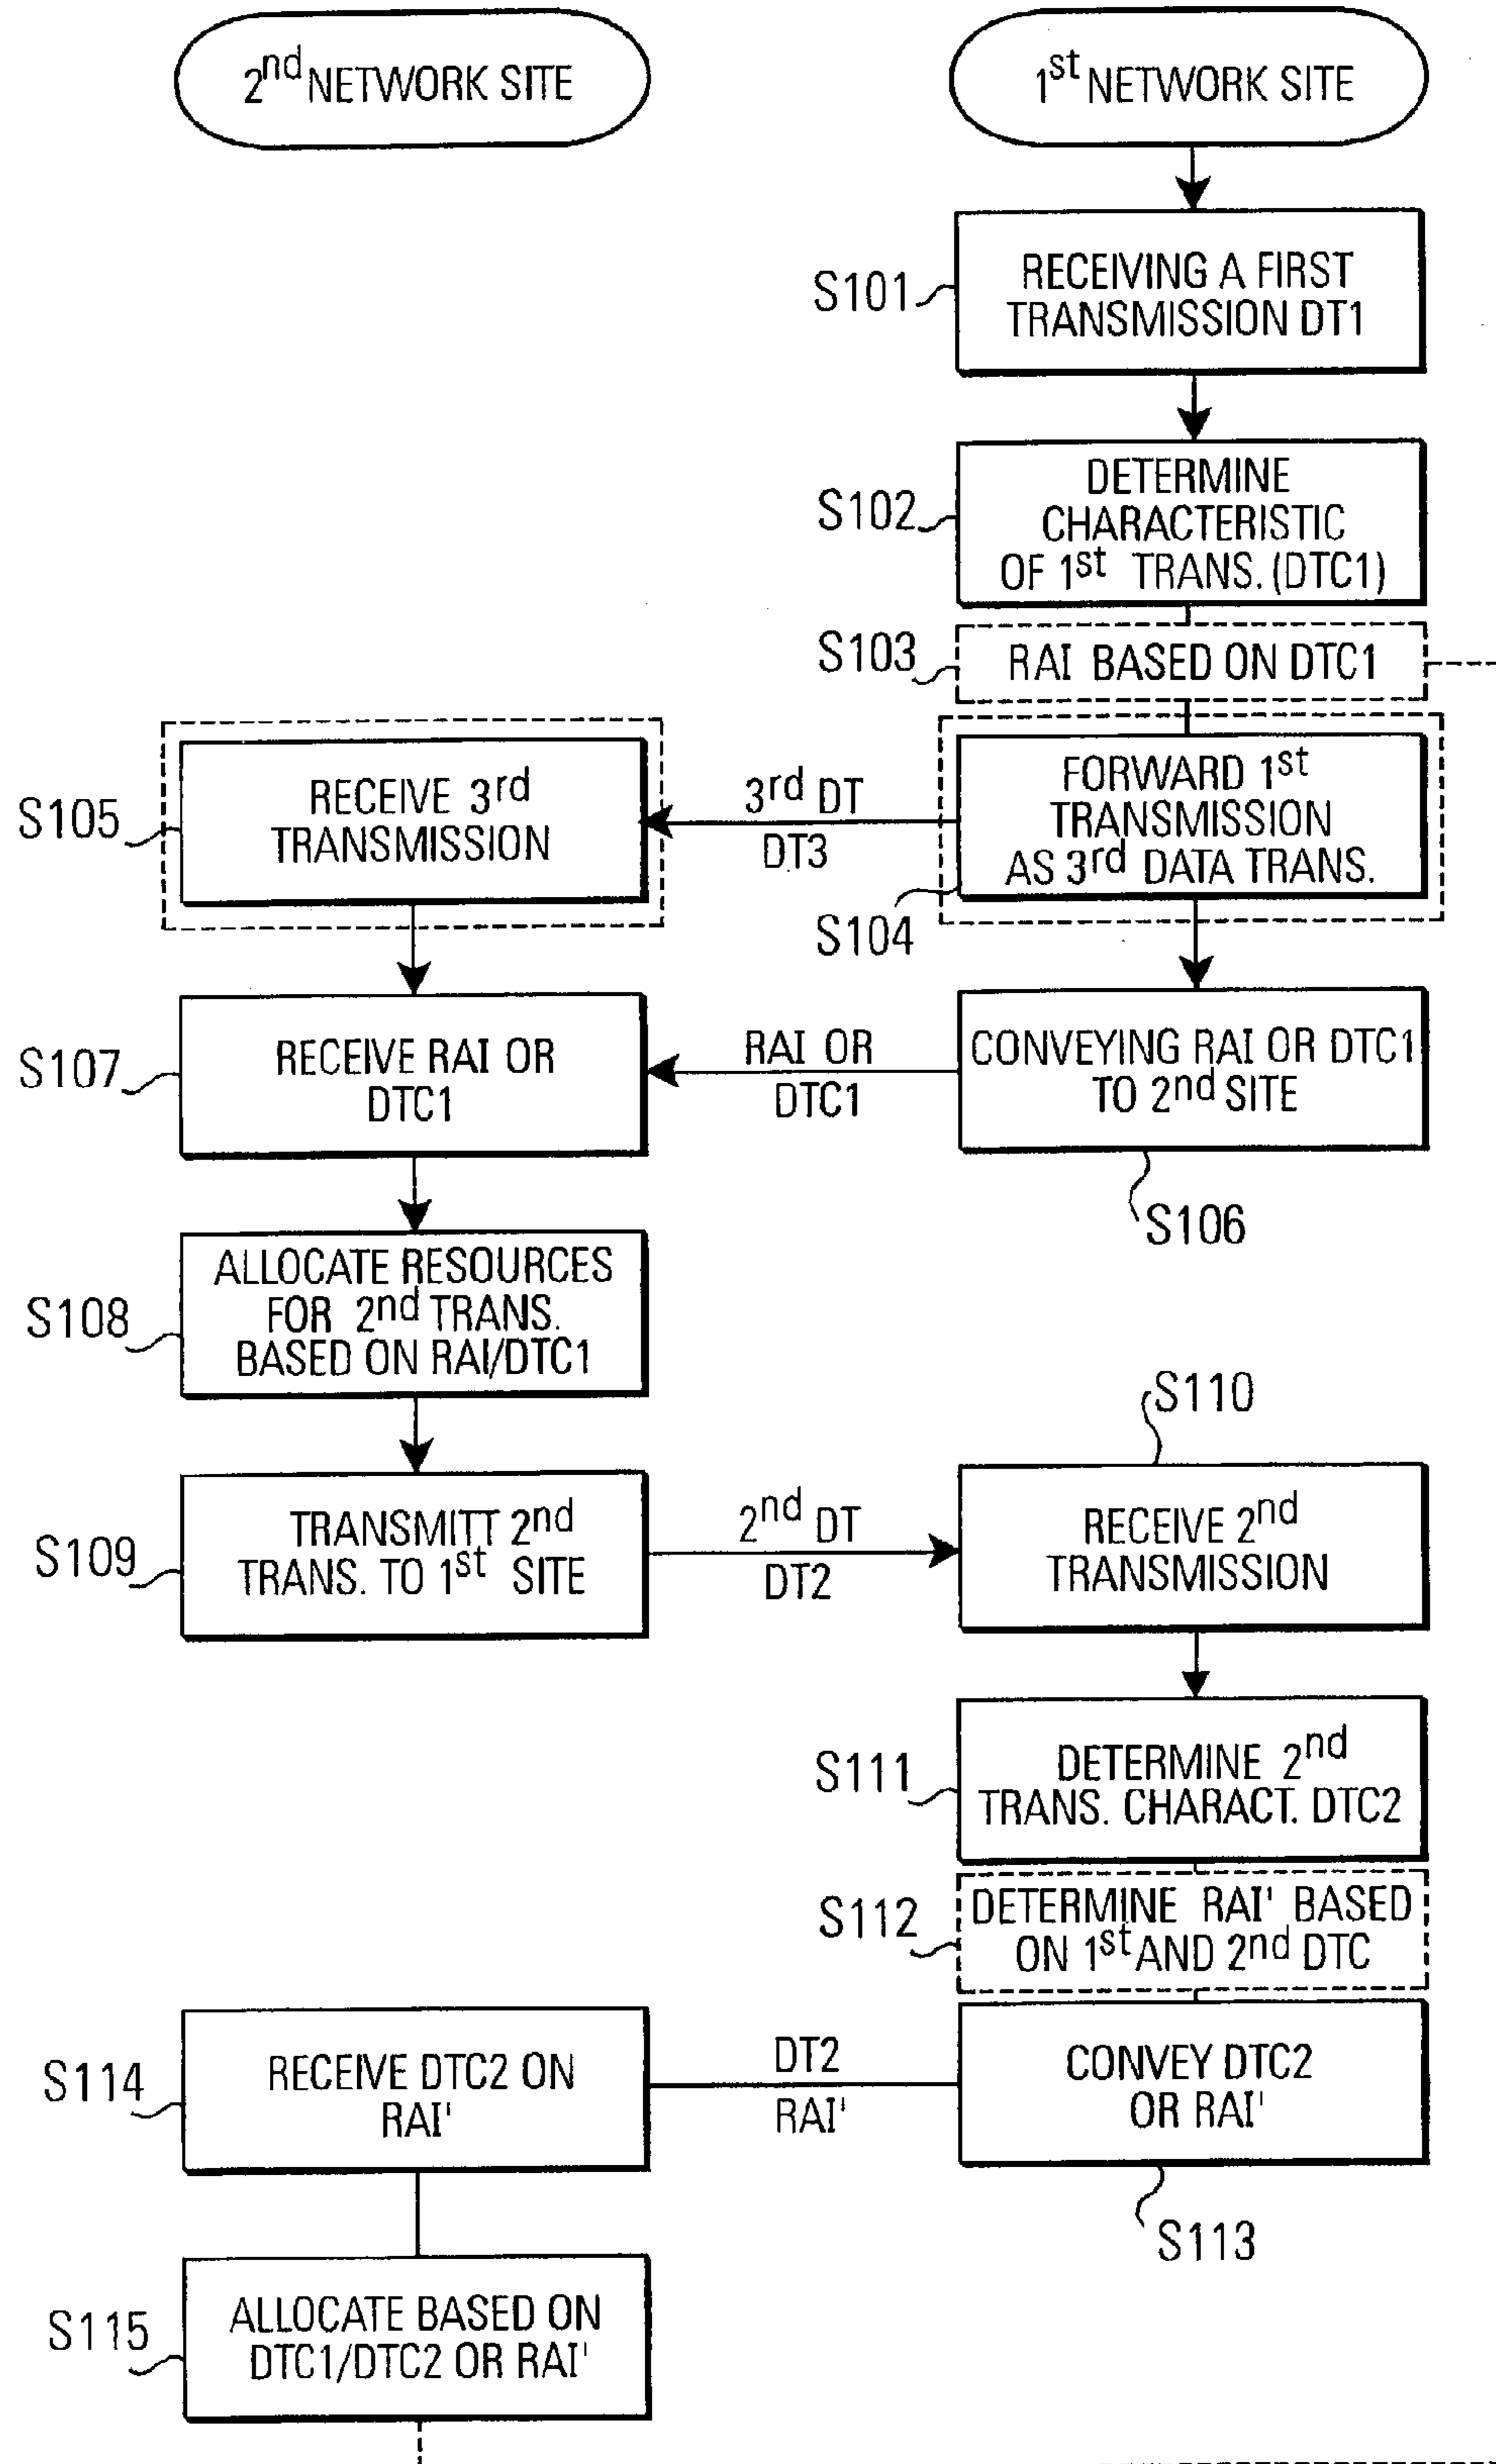 2nd NETWORK SITE
1st NETWORK SITE
S101
RECEIVING A FIRST
TRANSMISSION DT1
S102
DETERMINE
CHARACTERISTIC
OF 1st TRANS. (DTC1)
S103
RAI BASED ON DTC1
S105
RECEIVE 3rd
TRANSMISSION
3rd DT
DT3
FORWARD 1st
TRANSMISSION
AS 3rd DATA TRANS.
S104
S107
RECEIVE RAI OR
DTC1
RAI OR
DTC1
CONVEYING RAI OR DTC1
TO 2nd SITE
S106
S108
ALLOCATE RESOURCES
FOR 2nd TRANS.
BASED ON RAI/DTC1
S110
S109
TRANSMITT 2nd
TRANS. TO 1st SITE
2nd DT
DT2
RECEIVE 2nd
TRANSMISSION
S111
DETERMINE 2nd
TRANS. CHARACT. DTC2
S112
DETERMINE RAI' BASED
ON 1st AND 2nd DTC
S114
RECEIVE DTC2 ON
RAI'
DT2
RAI'
CONVEY DTC2
OR RAI'
S113
S115
ALLOCATE BASED ON
DTC1/DTC2 OR RAI'